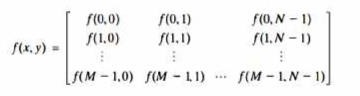 f(x, y) =
f(0, 0) f(0, 1) f(0, N − 1)
f(1, 0) f(1, 1) f(1, N − 1)
⋮ ⋮ ⋮
f(M − 1, 0) f(M − 1, 1) ⋯ f(M − 1, N − 1)